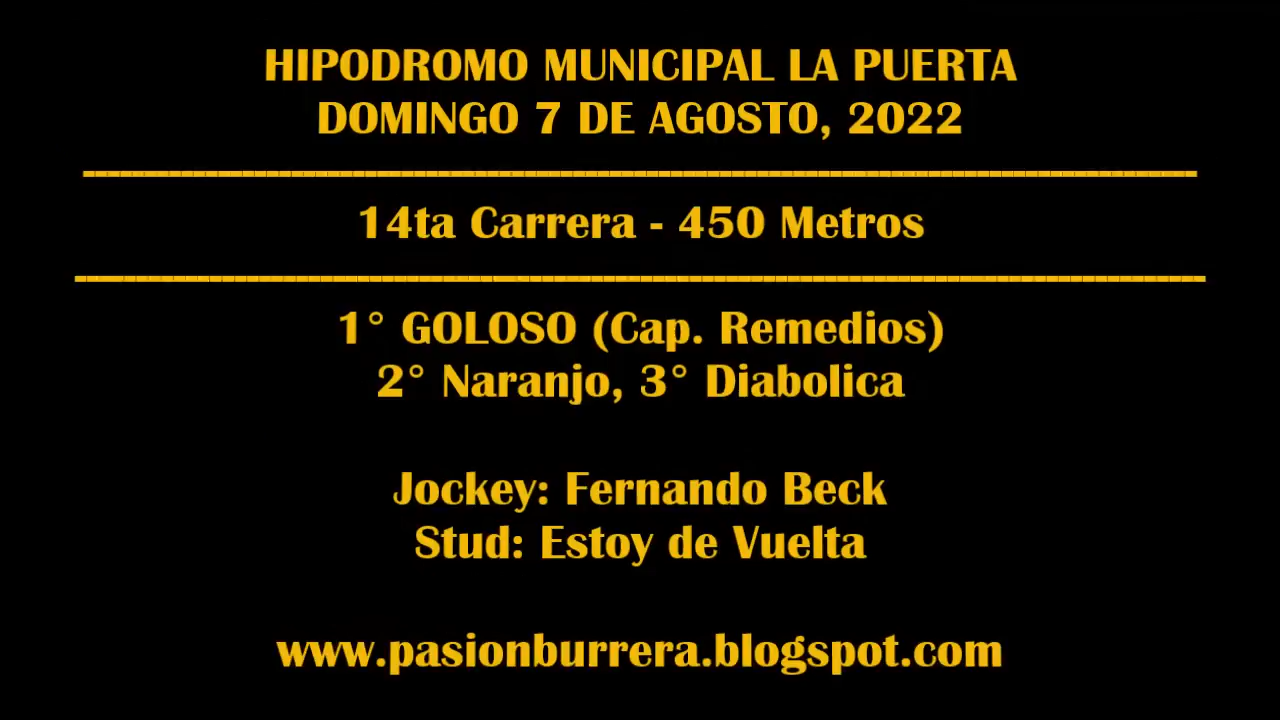 HIPODROMO MUNICIPAL LA PUERTA
DOMINGO 7 DE AGOSTO, 2022
14ta Carrera - 450 Metros
1° GOLOSO (Cap. Remedios)
2° Naranjo, 3° Diabolica
Jockey: Fernando Beck
Stud: Estoy de Vuelta
www.pasionburrera.blogspot.com